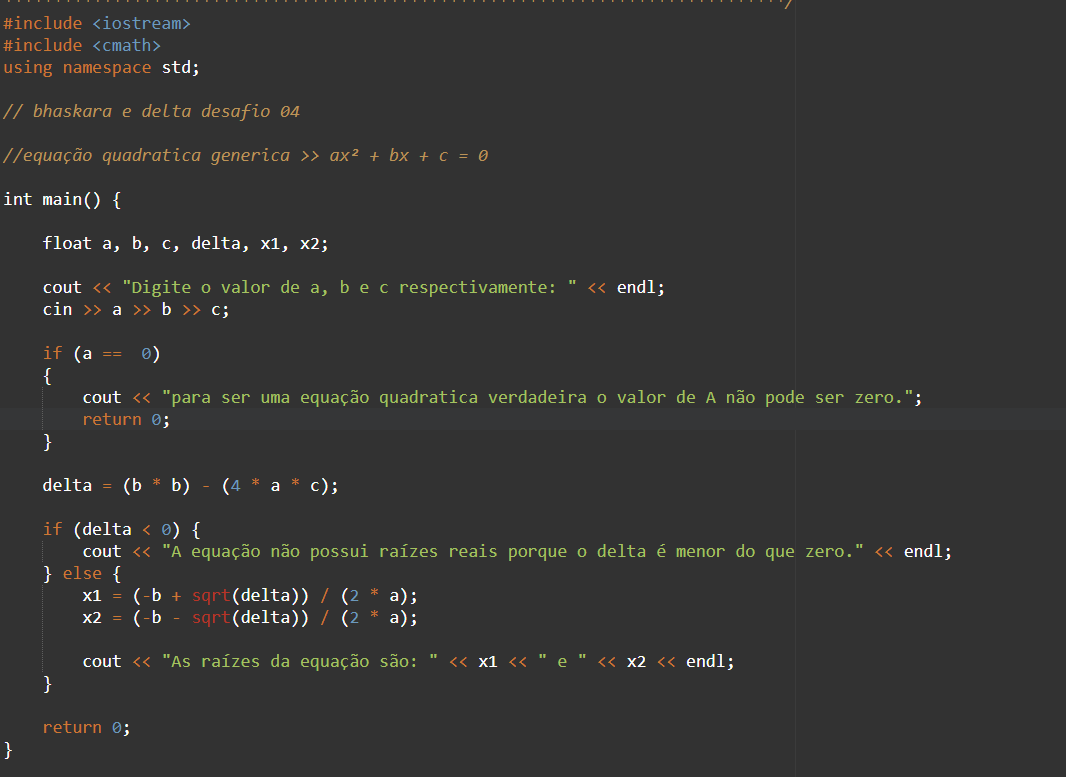 #include <iostream>
#include <cmath>
using namespace std;
// bhaskara e delta desafio 04
//equação quadratica generica >> ax² + bx + c = 0
int main() {
float a, b, c, delta, x1, x2;
cout << "Digite o valor de a, b e c respectivamente: " << endl;
cin >> a >> b >> c;
if (a ==  0)
{
cout << "para ser uma equação quadratica verdadeira o valor de A não pode ser zero.";
return 0;
}
delta = (b * b) - (4 * a * c);
if (delta < 0) {
cout << "A equação não possui raízes reais porque o delta é menor do que zero." << endl;
} else {
x1 = (-b + sqrt(delta)) / (2 * a);
x2 = (-b - sqrt(delta)) / (2 * a);
cout << "As raízes da equação são: " << x1 << " e " << x2 << endl;
}
return 0;
}